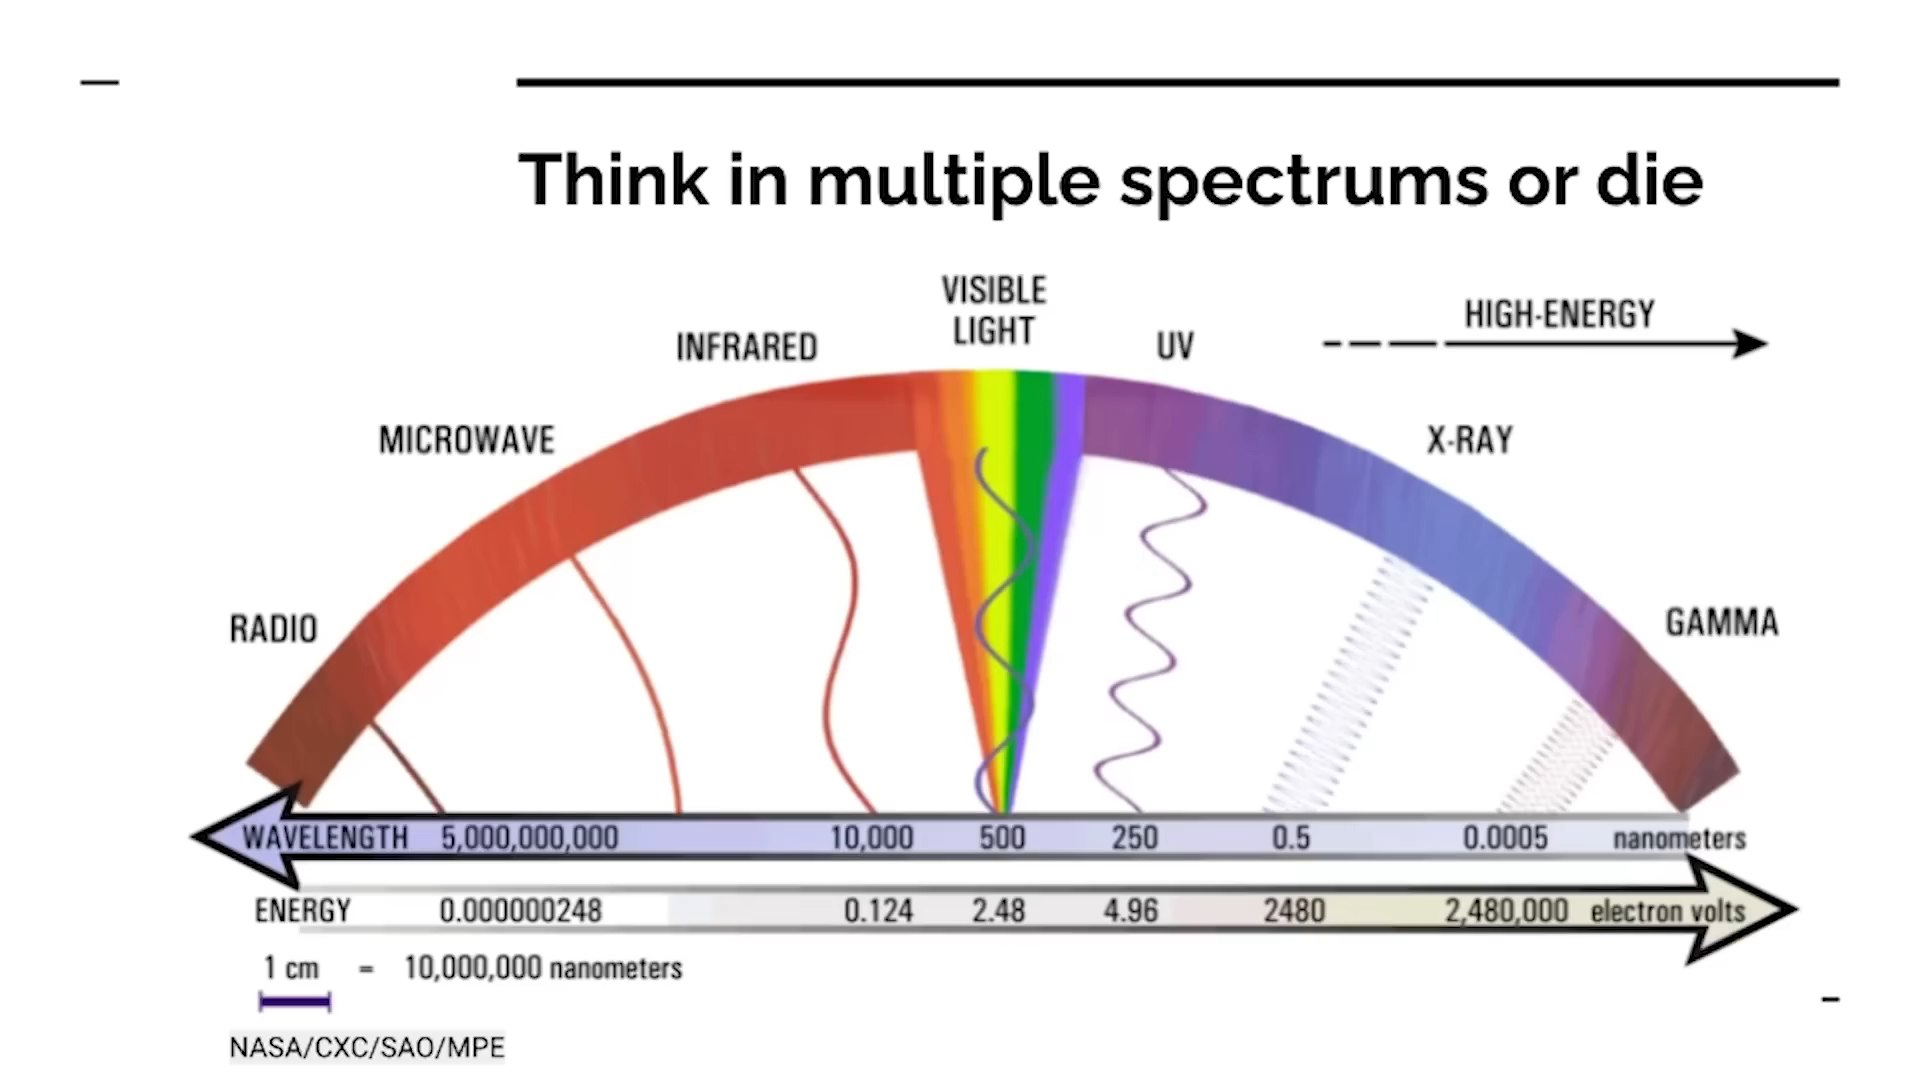 Think in multiple spectrums or die
VISIBLE
LIGHT
HIGH-ENERGY
INFRARED
UV
MICROWAVE
X-RAY
RADIO
GAMMA
WAVELENGTH 5,000,000,000 10,000 500 250 0.5 0.0005 nanometers
ENERGY 0.000000248 0.124 2.48 4.96 2480 2,480,000 electron volts
1 cm = 10,000,000 nanometers
NASA/CXC/SAO/MPE